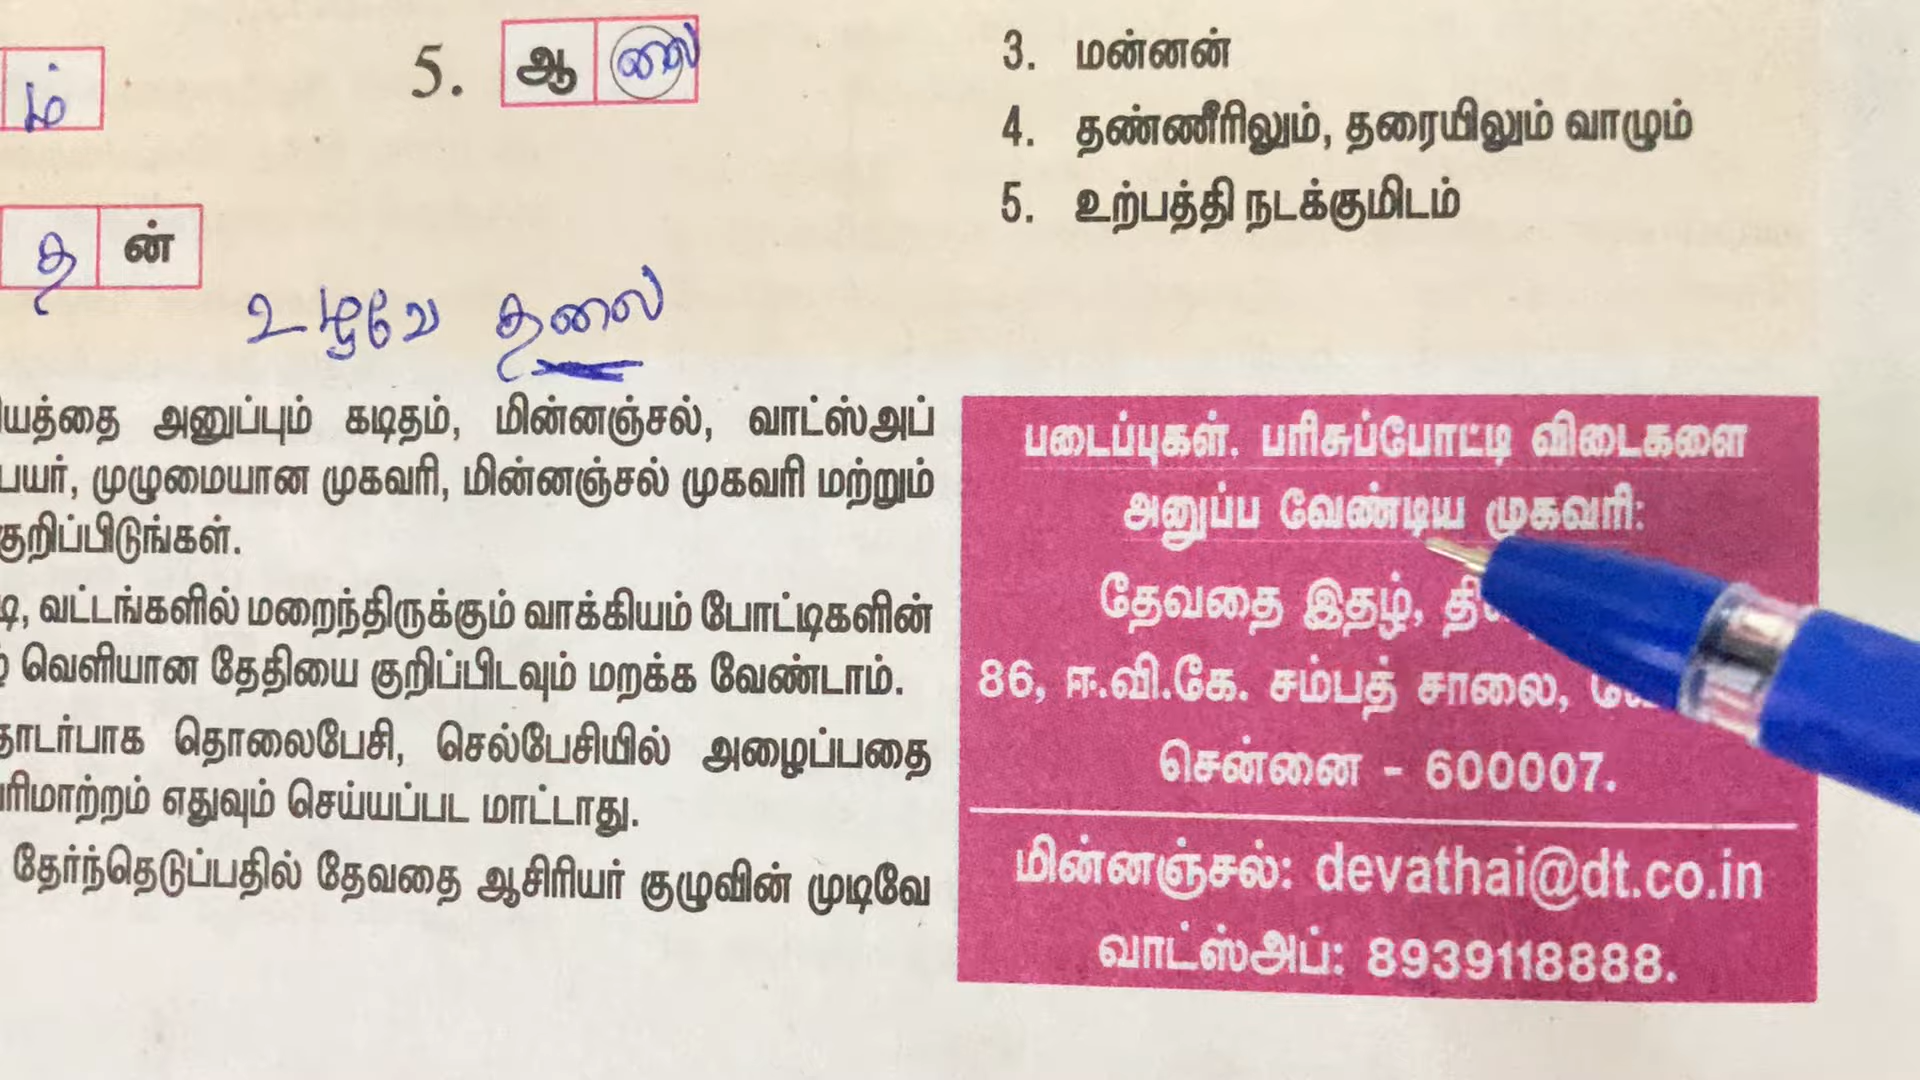 ம்
5. ஆ லை
த ன்
உழவே தலை
3. மன்னன்
4. தண்ணீரிலும், தரையிலும் வாழும்
5. உற்பத்தி நடக்குமிடம்
யத்தை அனுப்பும் கடிதம், மின்னஞ்சல், வாட்ஸ்அப்
பயர், முழுமையான முகவரி, மின்னஞ்சல் முகவரி மற்றும்
குறிப்பிடுங்கள்.
டி, வட்டங்களில் மறைந்திருக்கும் வாக்கியம் போட்டிகளின்
வெளியான தேதியை குறிப்பிடவும் மறக்க வேண்டாம்.
தொலைபேசி, செல்பேசியில் அழைப்பதை
ரிமாற்றம் எதுவும் செய்யப்பட மாட்டாது.
தேர்ந்தெடுப்பதில் தேவதை ஆசிரியர் குழுவின் முடிவே
படைப்புகள். பரிசுப்போட்டி விடைகளை
அனுப்ப வேண்டிய முகவரி:
தேவதை இதழ்,
86, ஈ.வி.கே. சம்பத் சாலை,
சென்னை - 600007.
மின்னஞ்சல்: devathai@dt.co.in
வாட்ஸ்அப்: 8939118888.